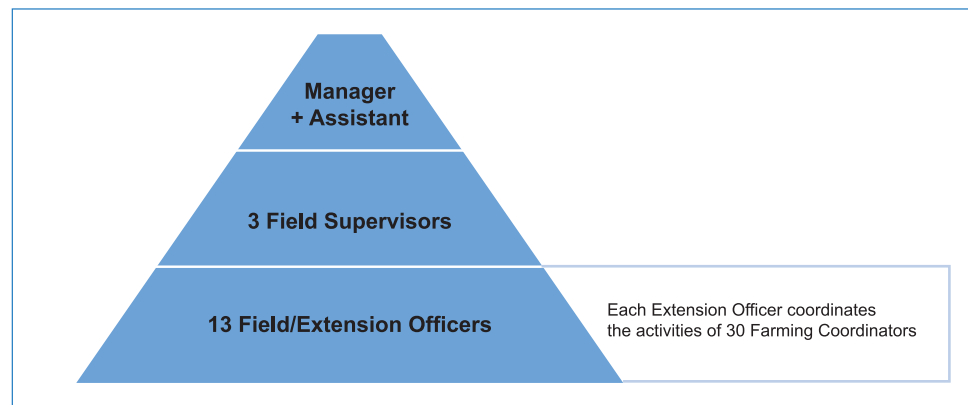 Manager
+ Assistant
3 Field Supervisors
13 Field/Extension Officers
Each Extension Officer coordinates
the activities of 30 Farming Coordinators